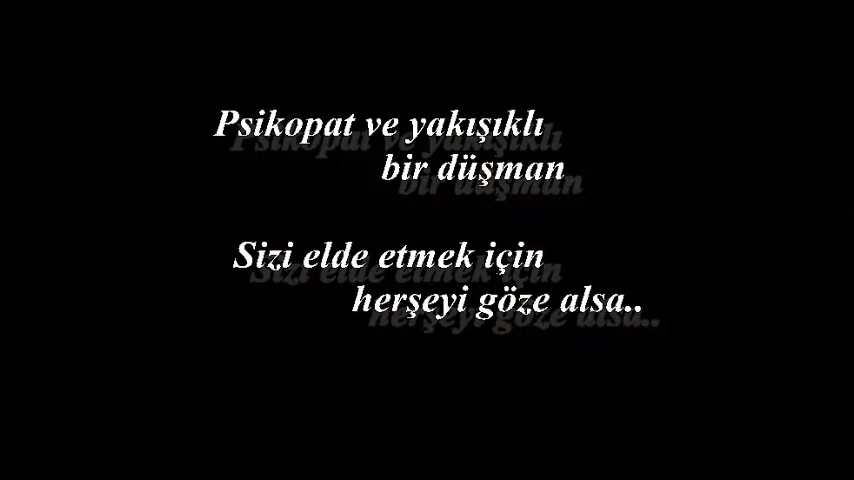 Psikopat ve yakışıklı
bir düşman
Sizi elde etmek için
herşeyi göze alsa..